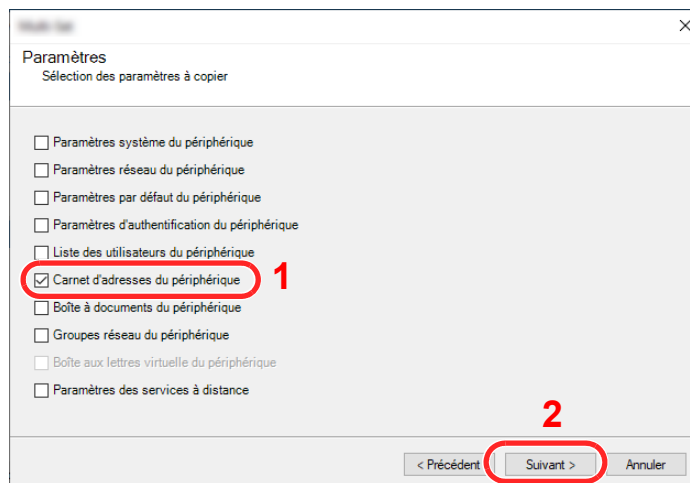 Paramètres
Sélection des paramètres à copier
Paramètres système du périphérique
Paramètres réseau du périphérique
Paramètres par défaut du périphérique
Paramètres d'authentification du périphérique
Liste des utilisateurs du périphérique
Carnet d'adresses du périphérique 1
Boîte à documents du périphérique
Groupes réseau du périphérique
Boîte aux lettres virtuelle du périphérique
Paramètres des services à distance
2
< Précédent Suivant > Annuler